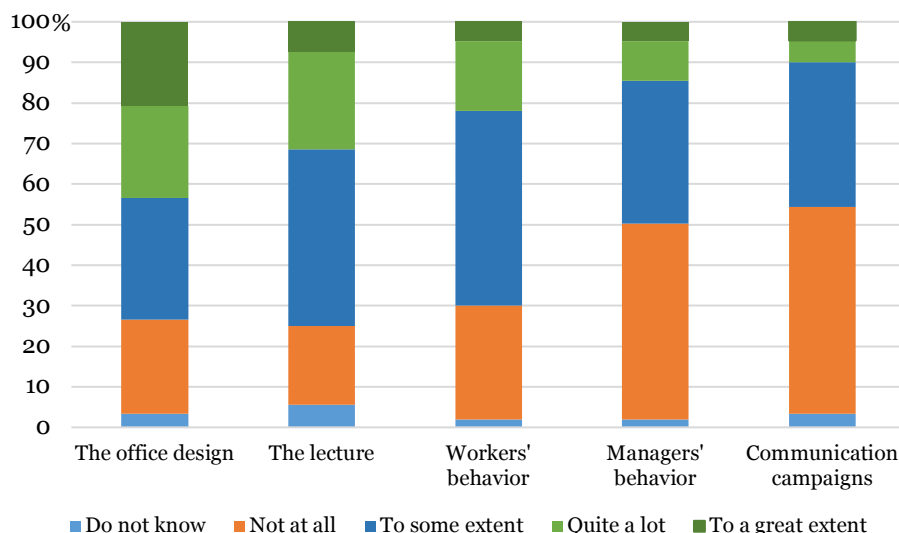 100%
90
80
70
60
50
40
30
20
10
0
The office design
The lecture
Workers'
behavior
Managers'
behavior
Communication
campaigns
Do not know
Not at all
To some extent
Quite a lot
To a great extent